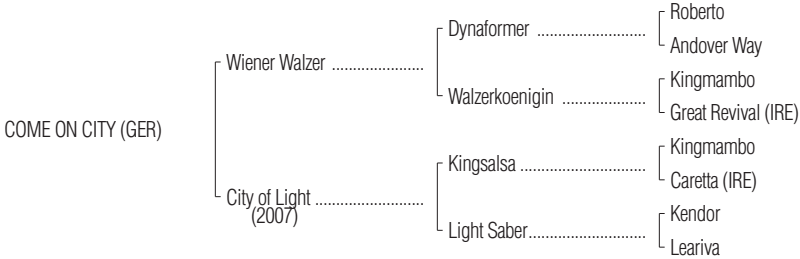 Roberto
Dynaformer ..........................
Andover Way
Wiener Walzer ......................
Kingmambo
Walzerkoenigin ....................
Great Revival (IRE)
COME ON CITY (GER)
Kingmambo
Kingsalsa ..............................
Caretta (IRE)
City of Light ..........................
(2007)
Kendor
Light Saber............................
Leariva